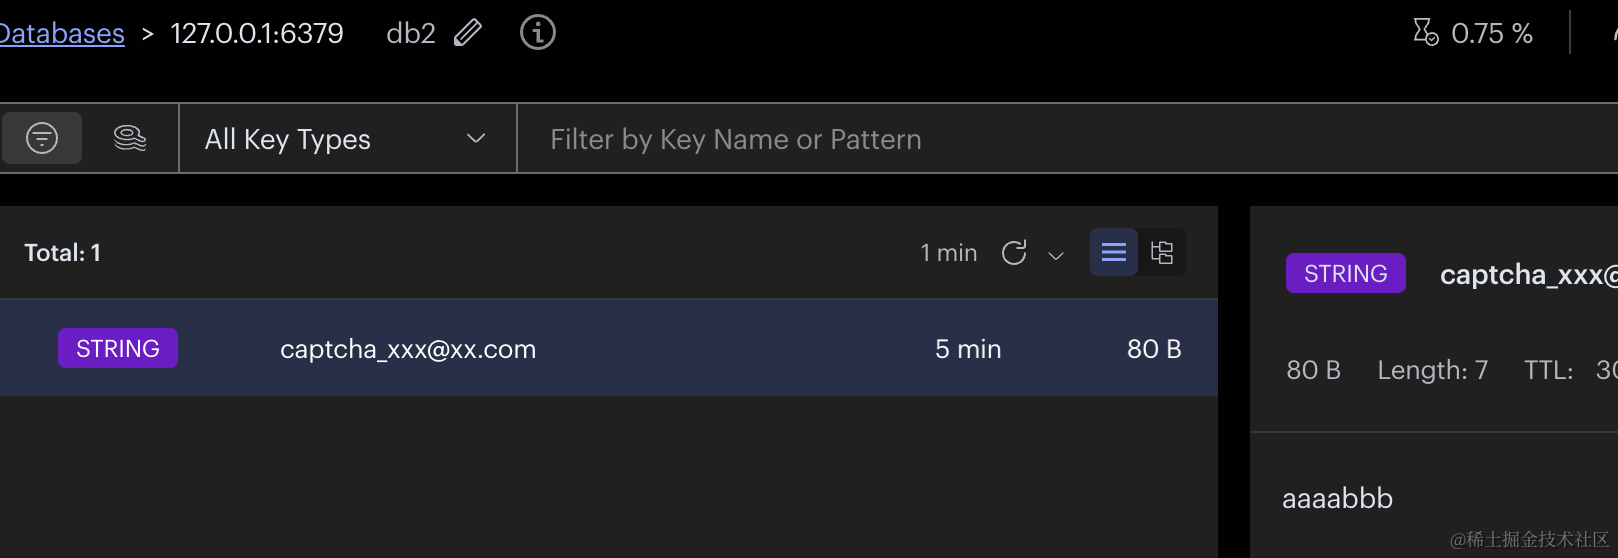 Databases > 127.0.0.1:6379 db2 0.75 %
All Key Types Filter by Key Name or Pattern
Total: 1 1 min
STRING captcha_xxx@xx.com 5 min 80 B
STRING captcha_xxx@
80 B Length: 7 TTL: 30
aaaabbb
@稀土掘金技术社区